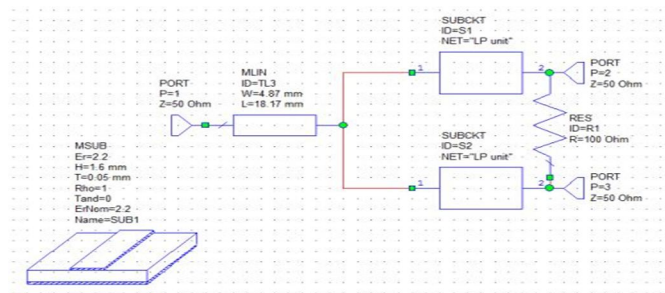 SUBCKT
ID=S1
NET="LP unit"
1
2
PORT
P=2
Z=50 Ohm
PORT
P=1
Z=50 Ohm
MLIN
ID=TL3
W=4.87 mm
L=18.17 mm
RES
ID=R1
R=100 Ohm
SUBCKT
ID=S2
NET="LP unit"
1
2
PORT
P=3
Z=50 Ohm
MSUB
Er=2.2
H=1.6 mm
T=0.05 mm
Rho=1
Tand=0
ErNom=2.2
Name=SUB1